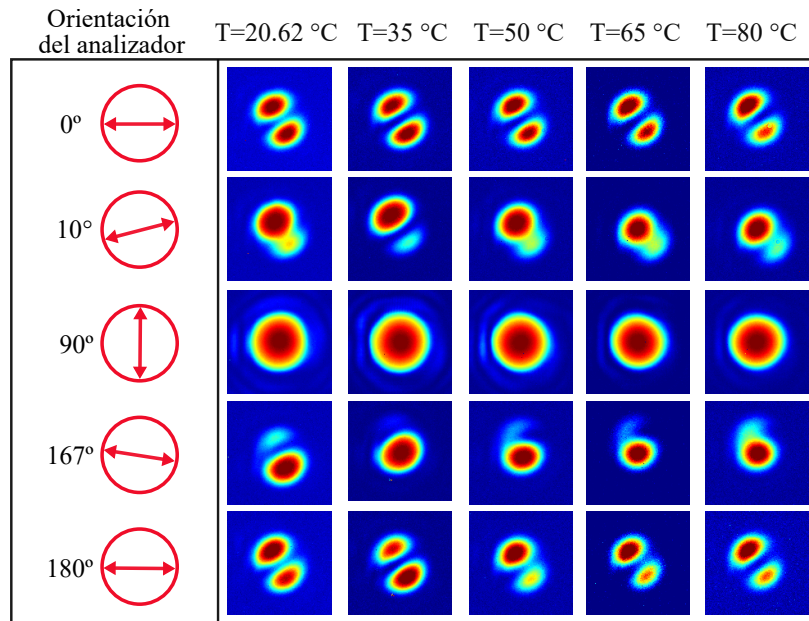 Orientación
del analizador
T=20.62 °C
T=35 °C
T=50 °C
T=65 °C
T=80 °C
0º
10°
90º
167º
180º